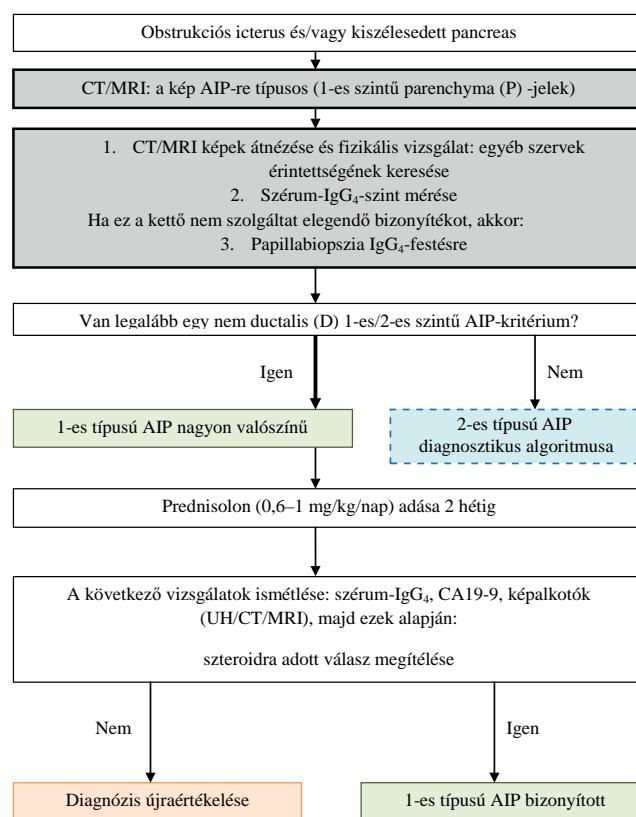 Obstrukciós icterus és/vagy kiszélesedett pancreas
CT/MRI: a kép AIP-re típusos (1-es szintű parenchyma (P) -jelek)
1. CT/MRI képek átnézése és fizikális vizsgálat: egyéb szervek
érintettségének keresése
2. Szérum-IgG₄-szint mérése
Ha ez a kettő nem szolgáltat elegendő bizonyítékot, akkor:
3. Papillabiopszia IgG₄-festésre
Van legalább egy nem ductalis (D) 1-es/2-es szintű AIP-kritérium?
Igen
Nem
1-es típusú AIP nagyon valószínű
2-es típusú AIP
diagnosztikus algoritmusa
Prednisolon (0,6–1 mg/kg/nap) adása 2 hétig
A következő vizsgálatok ismétlése: szérum-IgG₄, CA19-9, képalkotók
(UH/CT/MRI), majd ezek alapján:
szteroidra adott válasz megítélése
Nem
Igen
Diagnózis újraértékelése
1-es típusú AIP bizonyított